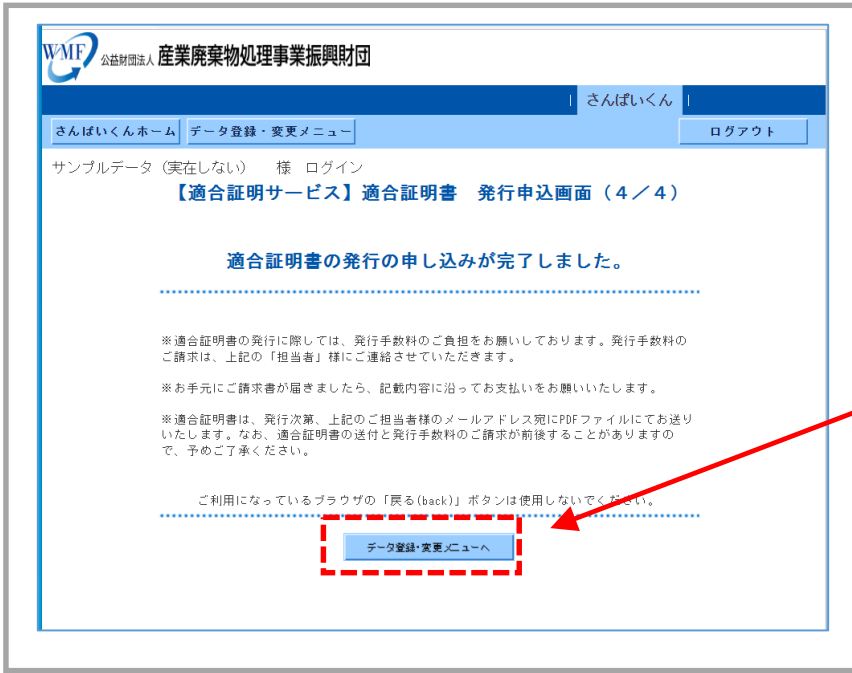 WMF 公益財団法人 産業廃棄物処理事業振興財団
| さんぱいくん |
さんぱいくんホーム データ登録・変更メニュー ログアウト
サンプルデータ（実在しない） 様 ログイン
【適合証明サービス】適合証明書 発行申込画面（４／４）
適合証明書の発行の申し込みが完了しました。
※適合証明書の発行に際しては、発行手数料のご負担をお願いしております。発行手数料の
ご請求は、上記の「担当者」様にご連絡させていただきます。
※お手元にご請求書が届きましたら、記載内容に沿ってお支払いをお願いいたします。
※適合証明書は、発行次第、上記のご担当者様のメールアドレス宛にPDFファイルにてお送り
いたします。なお、適合証明書の送付と発行手数料のご請求が前後することがありますの
で、予めご了承ください。
ご利用になっているブラウザの「戻る(back)」ボタンは使用しないでください。
データ登録・変更メニューへ